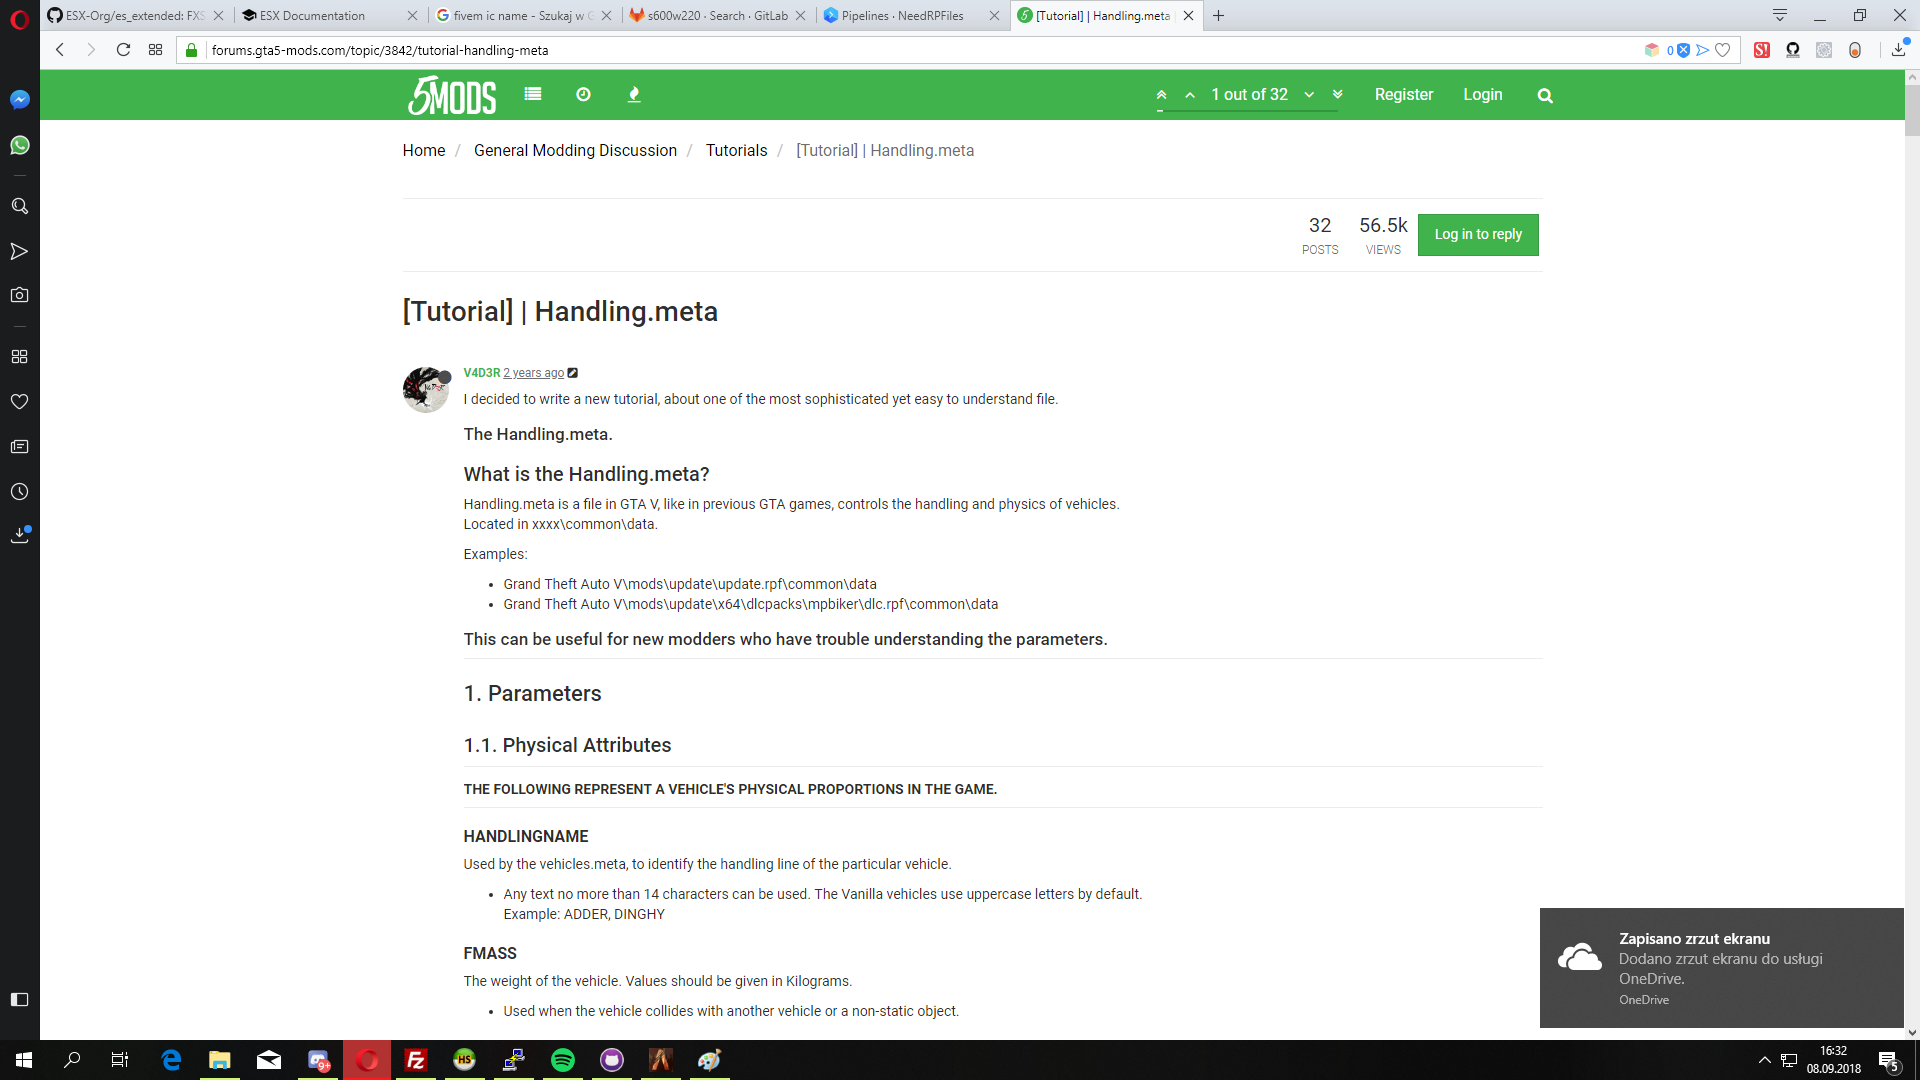 ESX-Org/es_extended: FXS
ESX Documentation
fivem ic name - Szukaj w G
s600w220 · Search · GitLab
Pipelines - NeedRPFiles
[Tutorial] | Handling.meta
forums.gta5-mods.com/topic/3842/tutorial-handling-meta
0
5MODS
1 out of 32
Register
Login
Home / General Modding Discussion / Tutorials / [Tutorial] | Handling.meta
32
POSTS
56.5k
VIEWS
Log in to reply
[Tutorial] | Handling.meta
V4D3R 2 years ago
I decided to write a new tutorial, about one of the most sophisticated yet easy to understand file.
The Handling.meta.
What is the Handling.meta?
Handling.meta is a file in GTA V, like in previous GTA games, controls the handling and physics of vehicles.
Located in xxxx\common\data.
Examples:
• Grand Theft Auto V\mods\update\update.rpf\common\data
• Grand Theft Auto V\mods\update\x64\dlcpacks\mpbiker\dlc.rpf\common\data
This can be useful for new modders who have trouble understanding the parameters.
1. Parameters
1.1. Physical Attributes
THE FOLLOWING REPRESENT A VEHICLE'S PHYSICAL PROPORTIONS IN THE GAME.
HANDLINGNAME
Used by the vehicles.meta, to identify the handling line of the particular vehicle.
• Any text no more than 14 characters can be used. The Vanilla vehicles use uppercase letters by default.
Example: ADDER, DINGHY
FMASS
The weight of the vehicle. Values should be given in Kilograms.
• Used when the vehicle collides with another vehicle or a non-static object.
Zapisano zrzut ekranu
Dodano zrzut ekranu do usługi
OneDrive.
OneDrive
9+
FZ
HS
16:32
08.09.2018
5